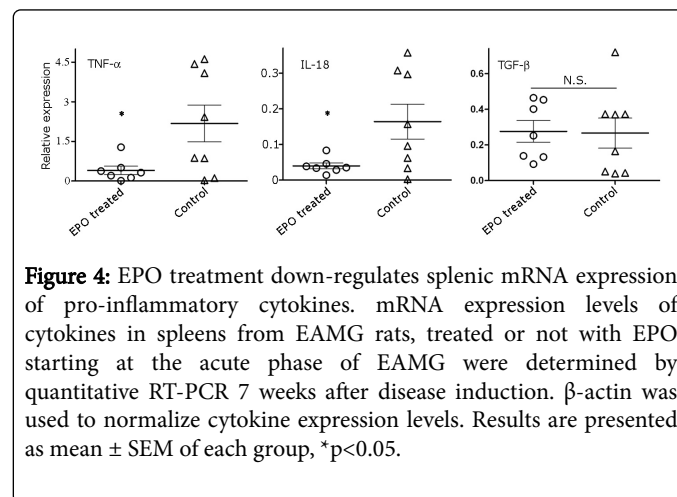 TNF-α
IL-18
TGF-β
Relative expression
4.5
3
1.5
0
*
EPO treated
Control
0.3
0.2
0.1
0
*
EPO treated
Control
0.6
0.4
0.2
0.0
N.S.
EPO treated
Control
Figure 4: EPO treatment down-regulates splenic mRNA expression
of pro-inflammatory cytokines. mRNA expression levels of
cytokines in spleens from EAMG rats, treated or not with EPO
starting at the acute phase of EAMG were determined by
quantitative RT-PCR 7 weeks after disease induction. β-actin was
used to normalize cytokine expression levels. Results are presented
as mean ± SEM of each group, *p<0.05.